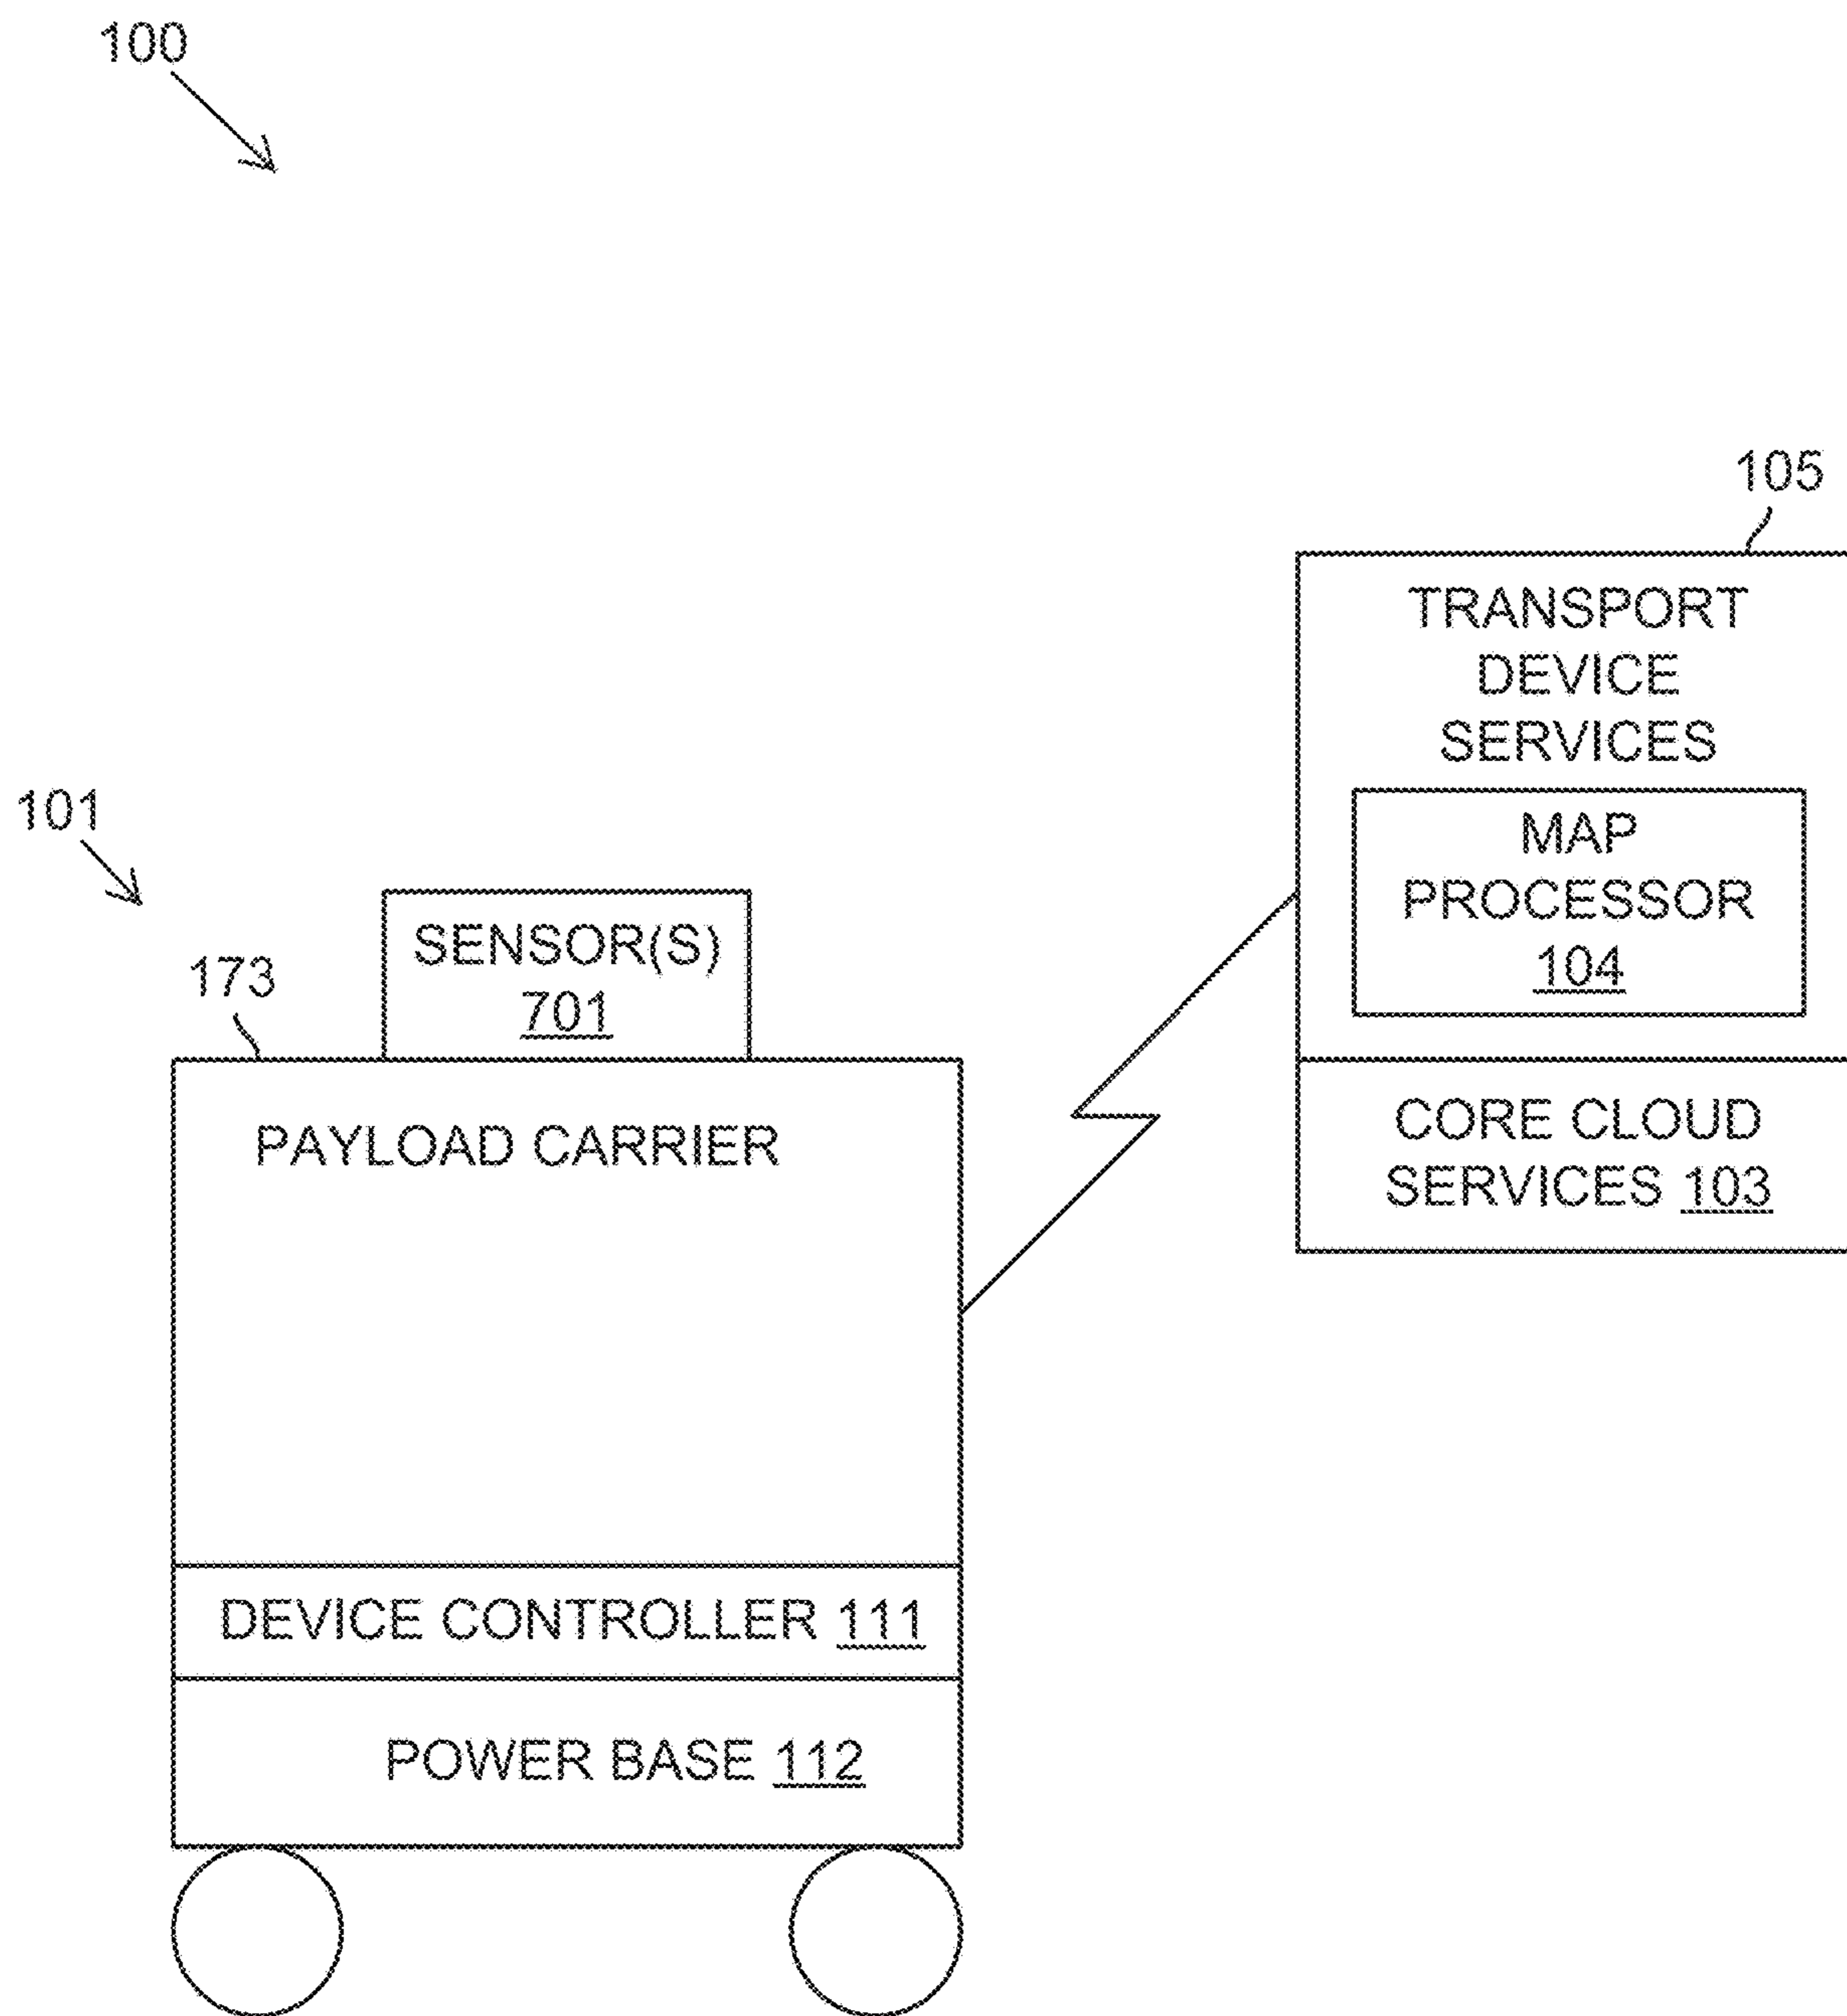 100
105
TRANSPORT
DEVICE
SERVICES
MAP
PROCESSOR
104
CORE CLOUD
SERVICES 103
101
173
SENSOR(S)
701
PAYLOAD CARRIER
DEVICE CONTROLLER 111
POWER BASE 112